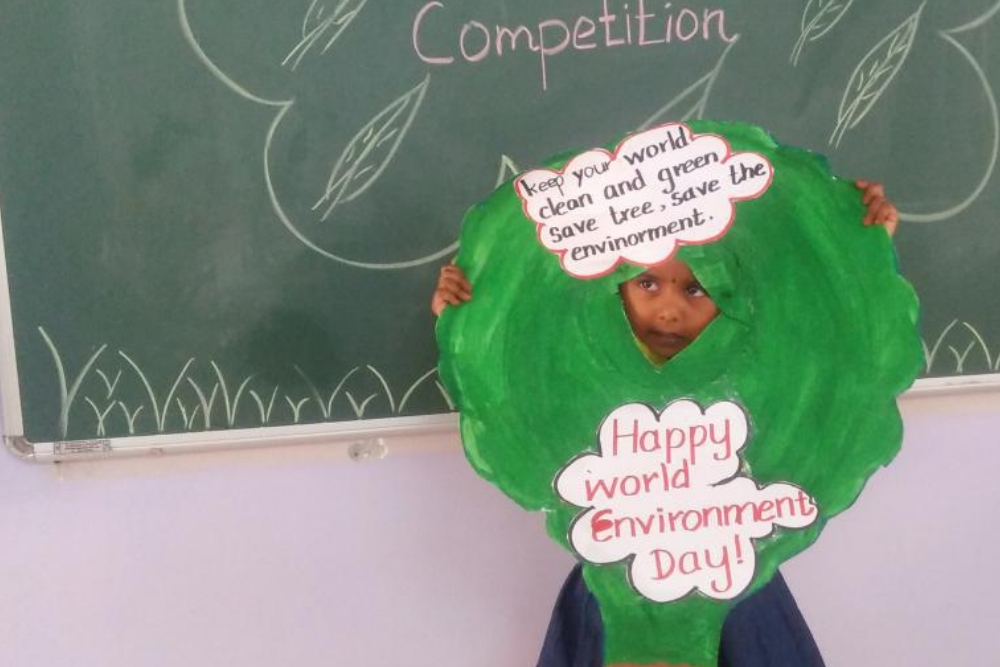 Competition
keep your world
clean and green
save tree, save the
envinorment.
Happy
world
Environment
Day!